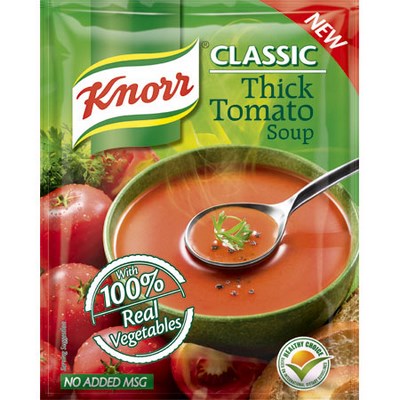 NEW
Knorr
CLASSIC
Thick
Tomato
Soup
With
100%
Real
Vegetables
HEALTHY CHOICE
NO ADDED MSG